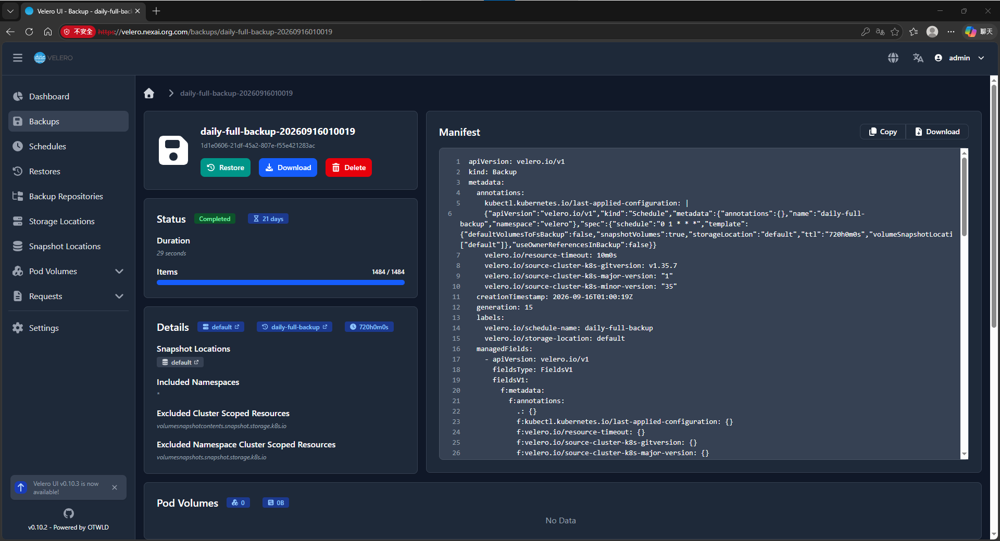 Velero UI - Backup - daily-full-back
不安全 https://velero.nexai.org.com/backups/daily-full-backup-20260916010019
聊天
VELERO
admin
Dashboard
Backups
Schedules
Restores
Backup Repositories
Storage Locations
Snapshot Locations
Pod Volumes
Requests
Settings
Velero UI v0.10.3 is now
available!
v0.10.2 - Powered by OTWLD
daily-full-backup-20260916010019
daily-full-backup-20260916010019
1d1e0606-21df-45a2-807e-f55e421283ac
Restore Download Delete
Status Completed 21 days
Duration
29 seconds
Items 1484 / 1484
Details default daily-full-backup 720h0m0s
Snapshot Locations
default
Included Namespaces
*
Excluded Cluster Scoped Resources
volumesnapshotcontents.snapshot.storage.k8s.io
Excluded Namespace Cluster Scoped Resources
volumesnapshots.snapshot.storage.k8s.io
Manifest Copy Download
1 apiVersion: velero.io/v1
2 kind: Backup
3 metadata:
4 annotations:
5 kubectl.kubernetes.io/last-applied-configuration: |
6 {"apiVersion":"velero.io/v1","kind":"Schedule","metadata":{"annotations":{},"name":"daily-full-
backup","namespace":"velero"},"spec":{"schedule":"0 1 * * *","template":
{"defaultVolumesToFsBackup":false,"snapshotVolumes":true,"storageLocation":"default","ttl":"720h0m0s","volumeSnapshotLocati
["default"]},"useOwnerReferencesInBackup":false}}
7 velero.io/resource-timeout: 10m0s
8 velero.io/source-cluster-k8s-gitversion: v1.35.7
9 velero.io/source-cluster-k8s-major-version: "1"
10 velero.io/source-cluster-k8s-minor-version: "35"
11 creationTimestamp: 2026-09-16T01:00:19Z
12 generation: 15
13 labels:
14 velero.io/schedule-name: daily-full-backup
15 velero.io/storage-location: default
16 managedFields:
17 - apiVersion: velero.io/v1
18 fieldsType: FieldsV1
19 fieldsV1:
20 f:metadata:
21 f:annotations:
22 .: {}
23 f:kubectl.kubernetes.io/last-applied-configuration: {}
24 f:velero.io/resource-timeout: {}
25 f:velero.io/source-cluster-k8s-gitversion: {}
26 f:velero.io/source-cluster-k8s-major-version: {}
Pod Volumes 0 0B
No Data